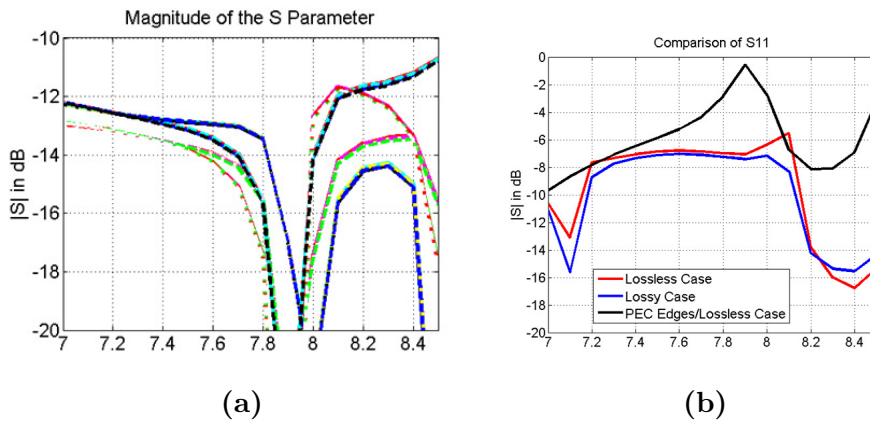 Magnitude of the S Parameter
|S| in dB
-10
-12
-14
-16
-18
-20
7 7.2 7.4 7.6 7.8 8 8.2 8.4
(a)
Comparison of S11
|S| in dB
0
-2
-4
-6
-8
-10
-12
-14
-16
-18
-20
Lossless Case
Lossy Case
PEC Edges/Lossless Case
7 7.2 7.4 7.6 7.8 8 8.2 8.4
(b)